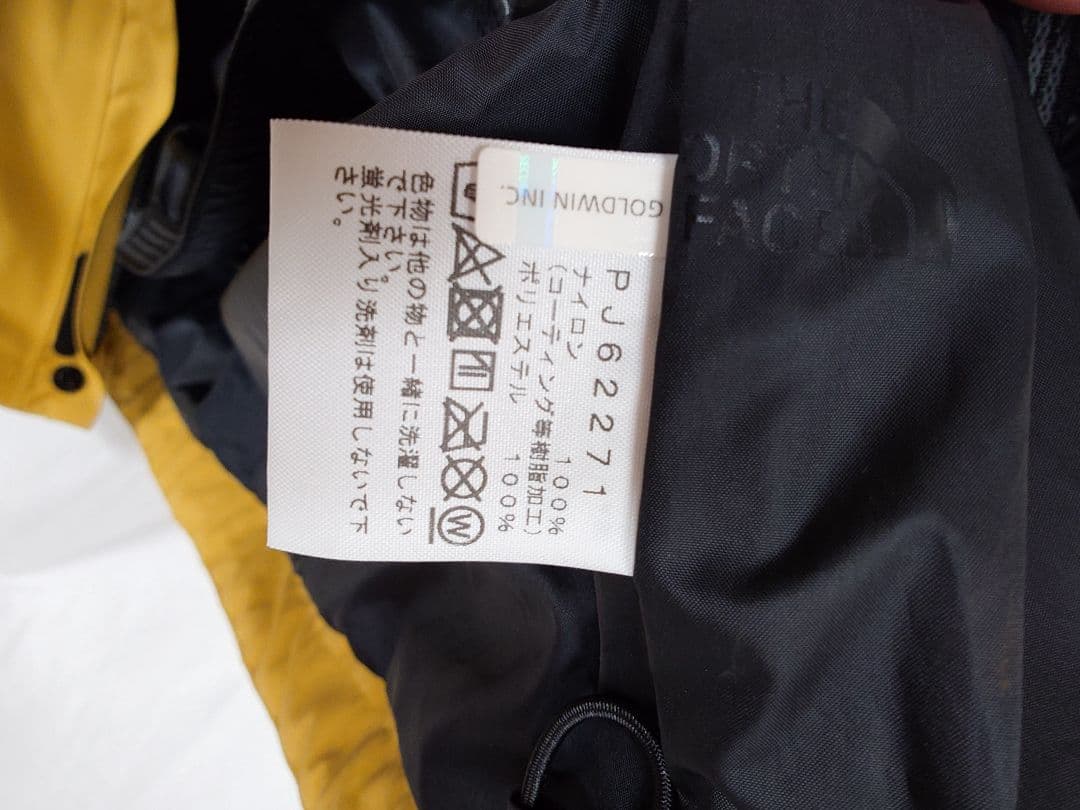 GOLDWIN INC.
PJ62271
ナイロン 100%
(コーティング等樹脂加工)
ポリエステル 100%
W
色物は他の物と一緒に洗濯しない
で下さい。
蛍光剤入り洗剤は使用しないで下
さい。
THE
NORTH
FACE